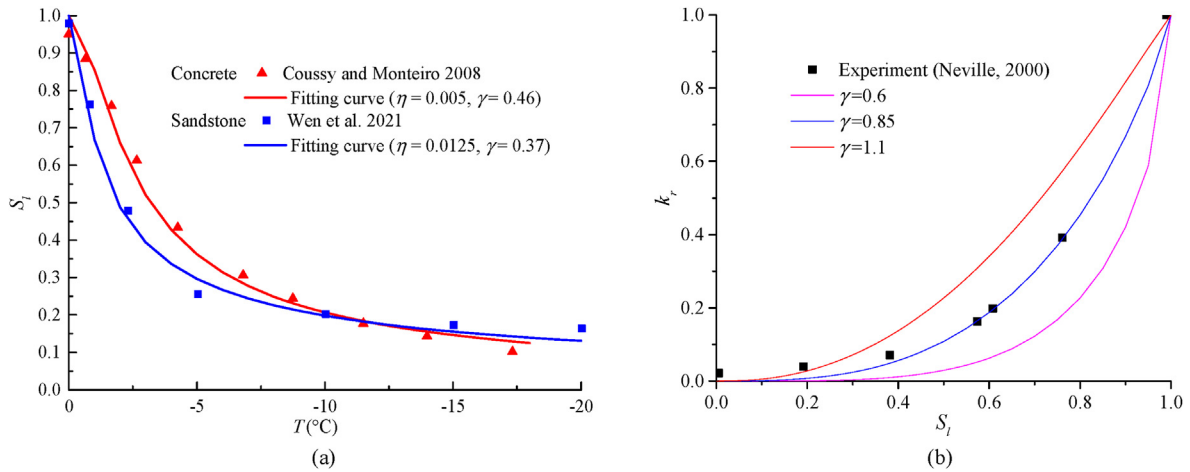 1.0
0.9
0.8
0.7
0.6
0.5
0.4
0.3
0.2
0.1
0.0
S_l
Concrete Coussy and Monteiro 2008
Fitting curve (η = 0.005, γ = 0.46)
Sandstone Wen et al. 2021
Fitting curve (η = 0.0125, γ = 0.37)
0 -5 -10 -15 -20
T(°C)
(a)
1.0
0.8
0.6
0.4
0.2
0.0
k_r
Experiment (Neville, 2000)
γ=0.6
γ=0.85
γ=1.1
0.0 0.2 0.4 0.6 0.8 1.0
S_l
(b)